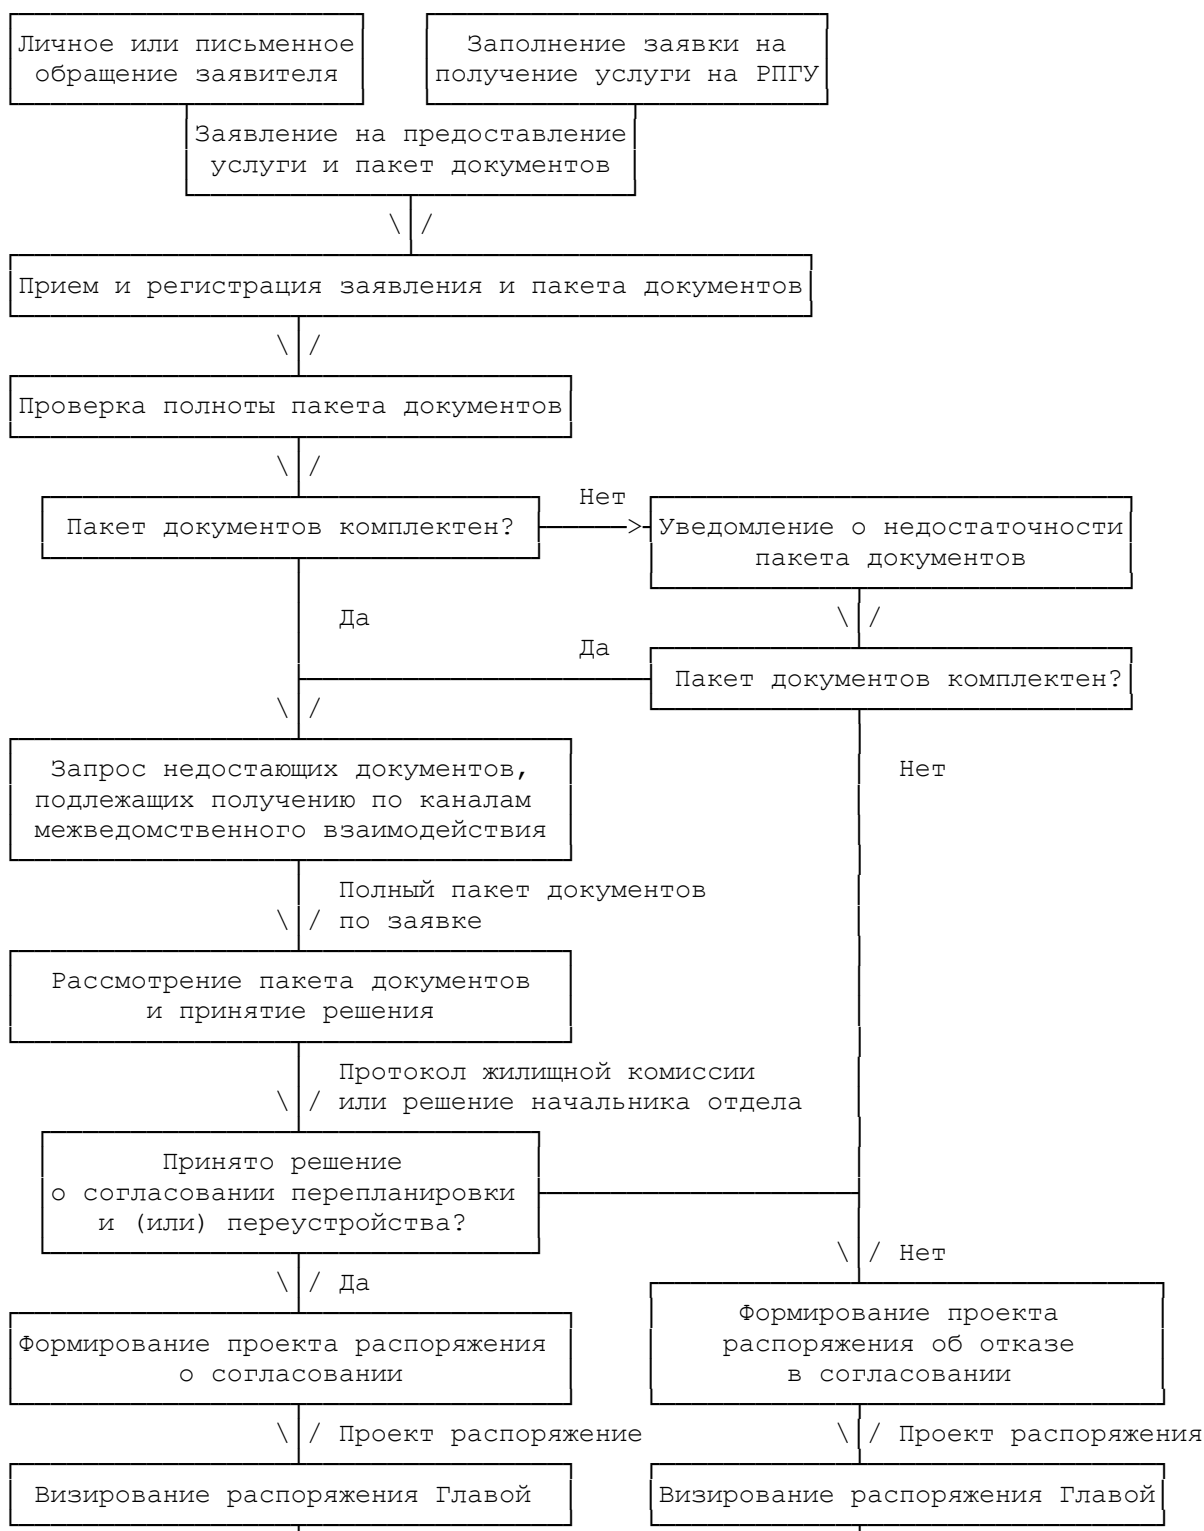 Личное или письменное
обращение заявителя
Заполнение заявки на
получение услуги на РПГУ
Заявление на предоставление
услуги и пакет документов
\ /
Прием и регистрация заявления и пакета документов
\ /
Проверка полноты пакета документов
\ /
Пакет документов комплектен?
Нет
>
Уведомление о недостаточности
пакета документов
Да
\ /
Да
Пакет документов комплектен?
\ /
Запрос недостающих документов,
подлежащих получению по каналам
межведомственного взаимодействия
Нет
Полный пакет документов
\ / по заявке
Рассмотрение пакета документов
и принятие решения
Протокол жилищной комиссии
\ / или решение начальника отдела
Принято решение
о согласовании перепланировки
и (или) переустройства?
\ / Нет
\ / Да
Формирование проекта распоряжения
о согласовании
Формирование проекта
распоряжения об отказе
в согласовании
\ / Проект распоряжение
\ / Проект распоряжения
Визирование распоряжения Главой
Визирование распоряжения Главой